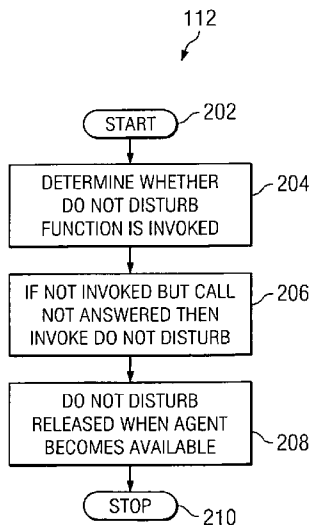 112
START
202
DETERMINE WHETHER
DO NOT DISTURB
FUNCTION IS INVOKED
204
IF NOT INVOKED BUT CALL
NOT ANSWERED THEN
INVOKE DO NOT DISTURB
206
DO NOT DISTURB
RELEASED WHEN AGENT
BECOMES AVAILABLE
208
STOP
210